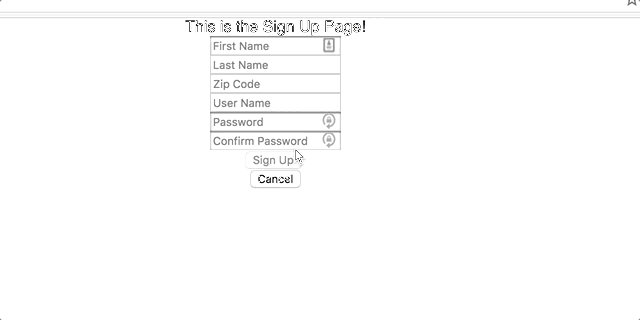 This is the Sign Up Page!
First Name
Last Name
Zip Code
User Name
Password
Confirm Password
Sign Up
Cancel